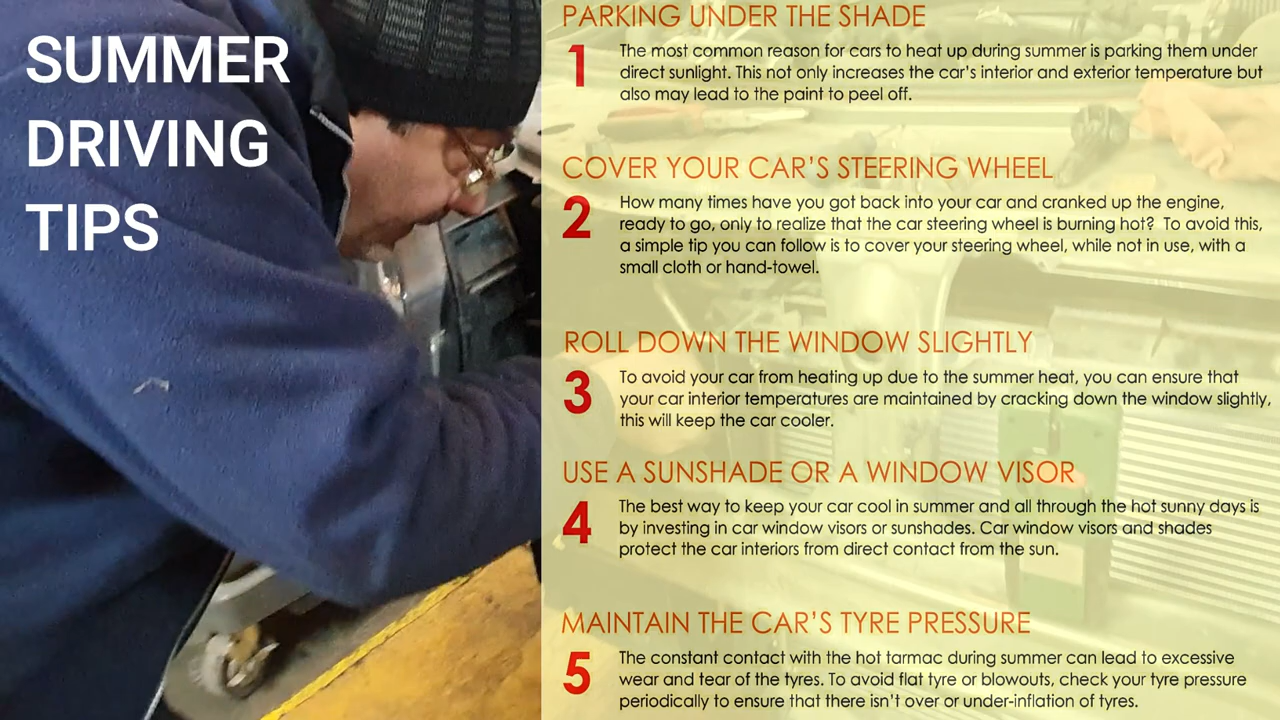 SUMMER
DRIVING
TIPS
PARKING UNDER THE SHADE
1
The most common reason for cars to heat up during summer is parking them under
direct sunlight. This not only increases the car's interior and exterior temperature but
also may lead to the paint to peel off.
COVER YOUR CAR'S STEERING WHEEL
2
How many times have you got back into your car and cranked up the engine,
ready to go, only to realize that the car steering wheel is burning hot? To avoid this,
a simple tip you can follow is to cover your steering wheel, while not in use, with a
small cloth or hand-towel.
ROLL DOWN THE WINDOW SLIGHTLY
3
To avoid your car from heating up due to the summer heat, you can ensure that
your car interior temperatures are maintained by cracking down the window slightly,
this will keep the car cooler.
USE A SUNSHADE OR A WINDOW VISOR
4
The best way to keep your car cool in summer and all through the hot sunny days is
by investing in car window visors or sunshades. Car window visors and shades
protect the car interiors from direct contact from the sun.
MAINTAIN THE CAR'S TYRE PRESSURE
5
The constant contact with the hot tarmac during summer can lead to excessive
wear and tear of the tyres. To avoid flat tyre or blowouts, check your tyre pressure
periodically to ensure that there isn't over or under-inflation of tyres.